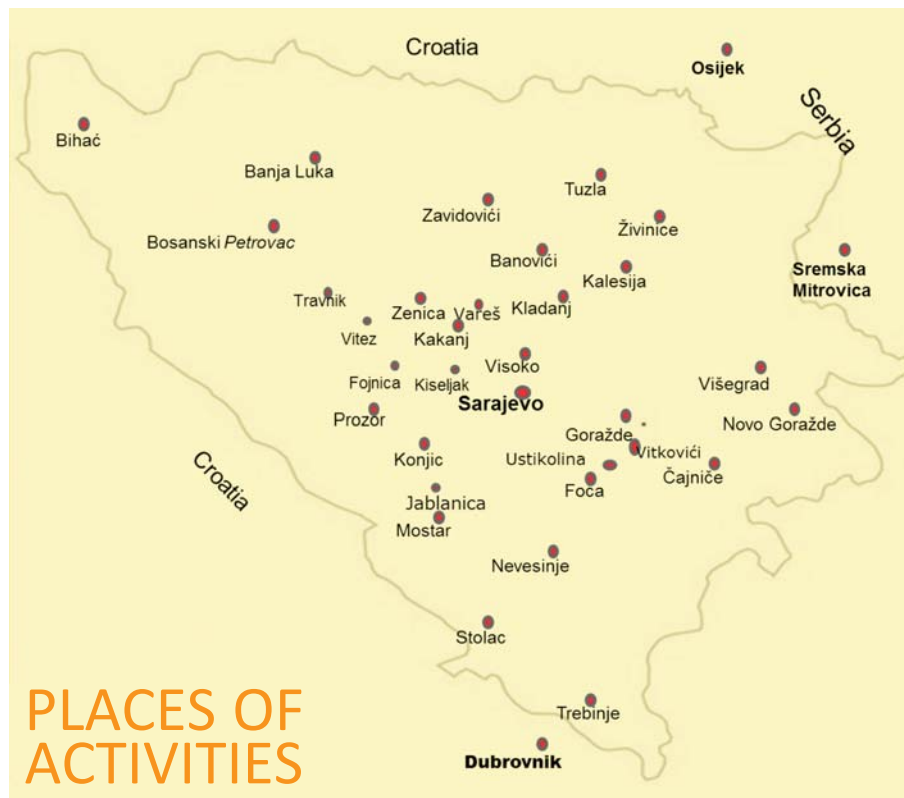 Croatia
Osijek
Serbia
Bihać
Banja Luka
Tuzla
Zavidovići
Živinice
Bosanski Petrovac
Banovići
Kalesija
Sremska
Mitrovica
Travnik
Zenica
Vareš
Kladanj
Vitez
Kakanj
Visoko
Fojnica
Kiseljak
Višegrad
Sarajevo
Prozor
Novo Goražde
Goražde
Vitkovići
Konjic
Ustikolina
Čajniče
Foča
Croatia
Jablanica
Mostar
Nevesinje
Stolac
PLACES OF
ACTIVITIES
Trebinje
Dubrovnik